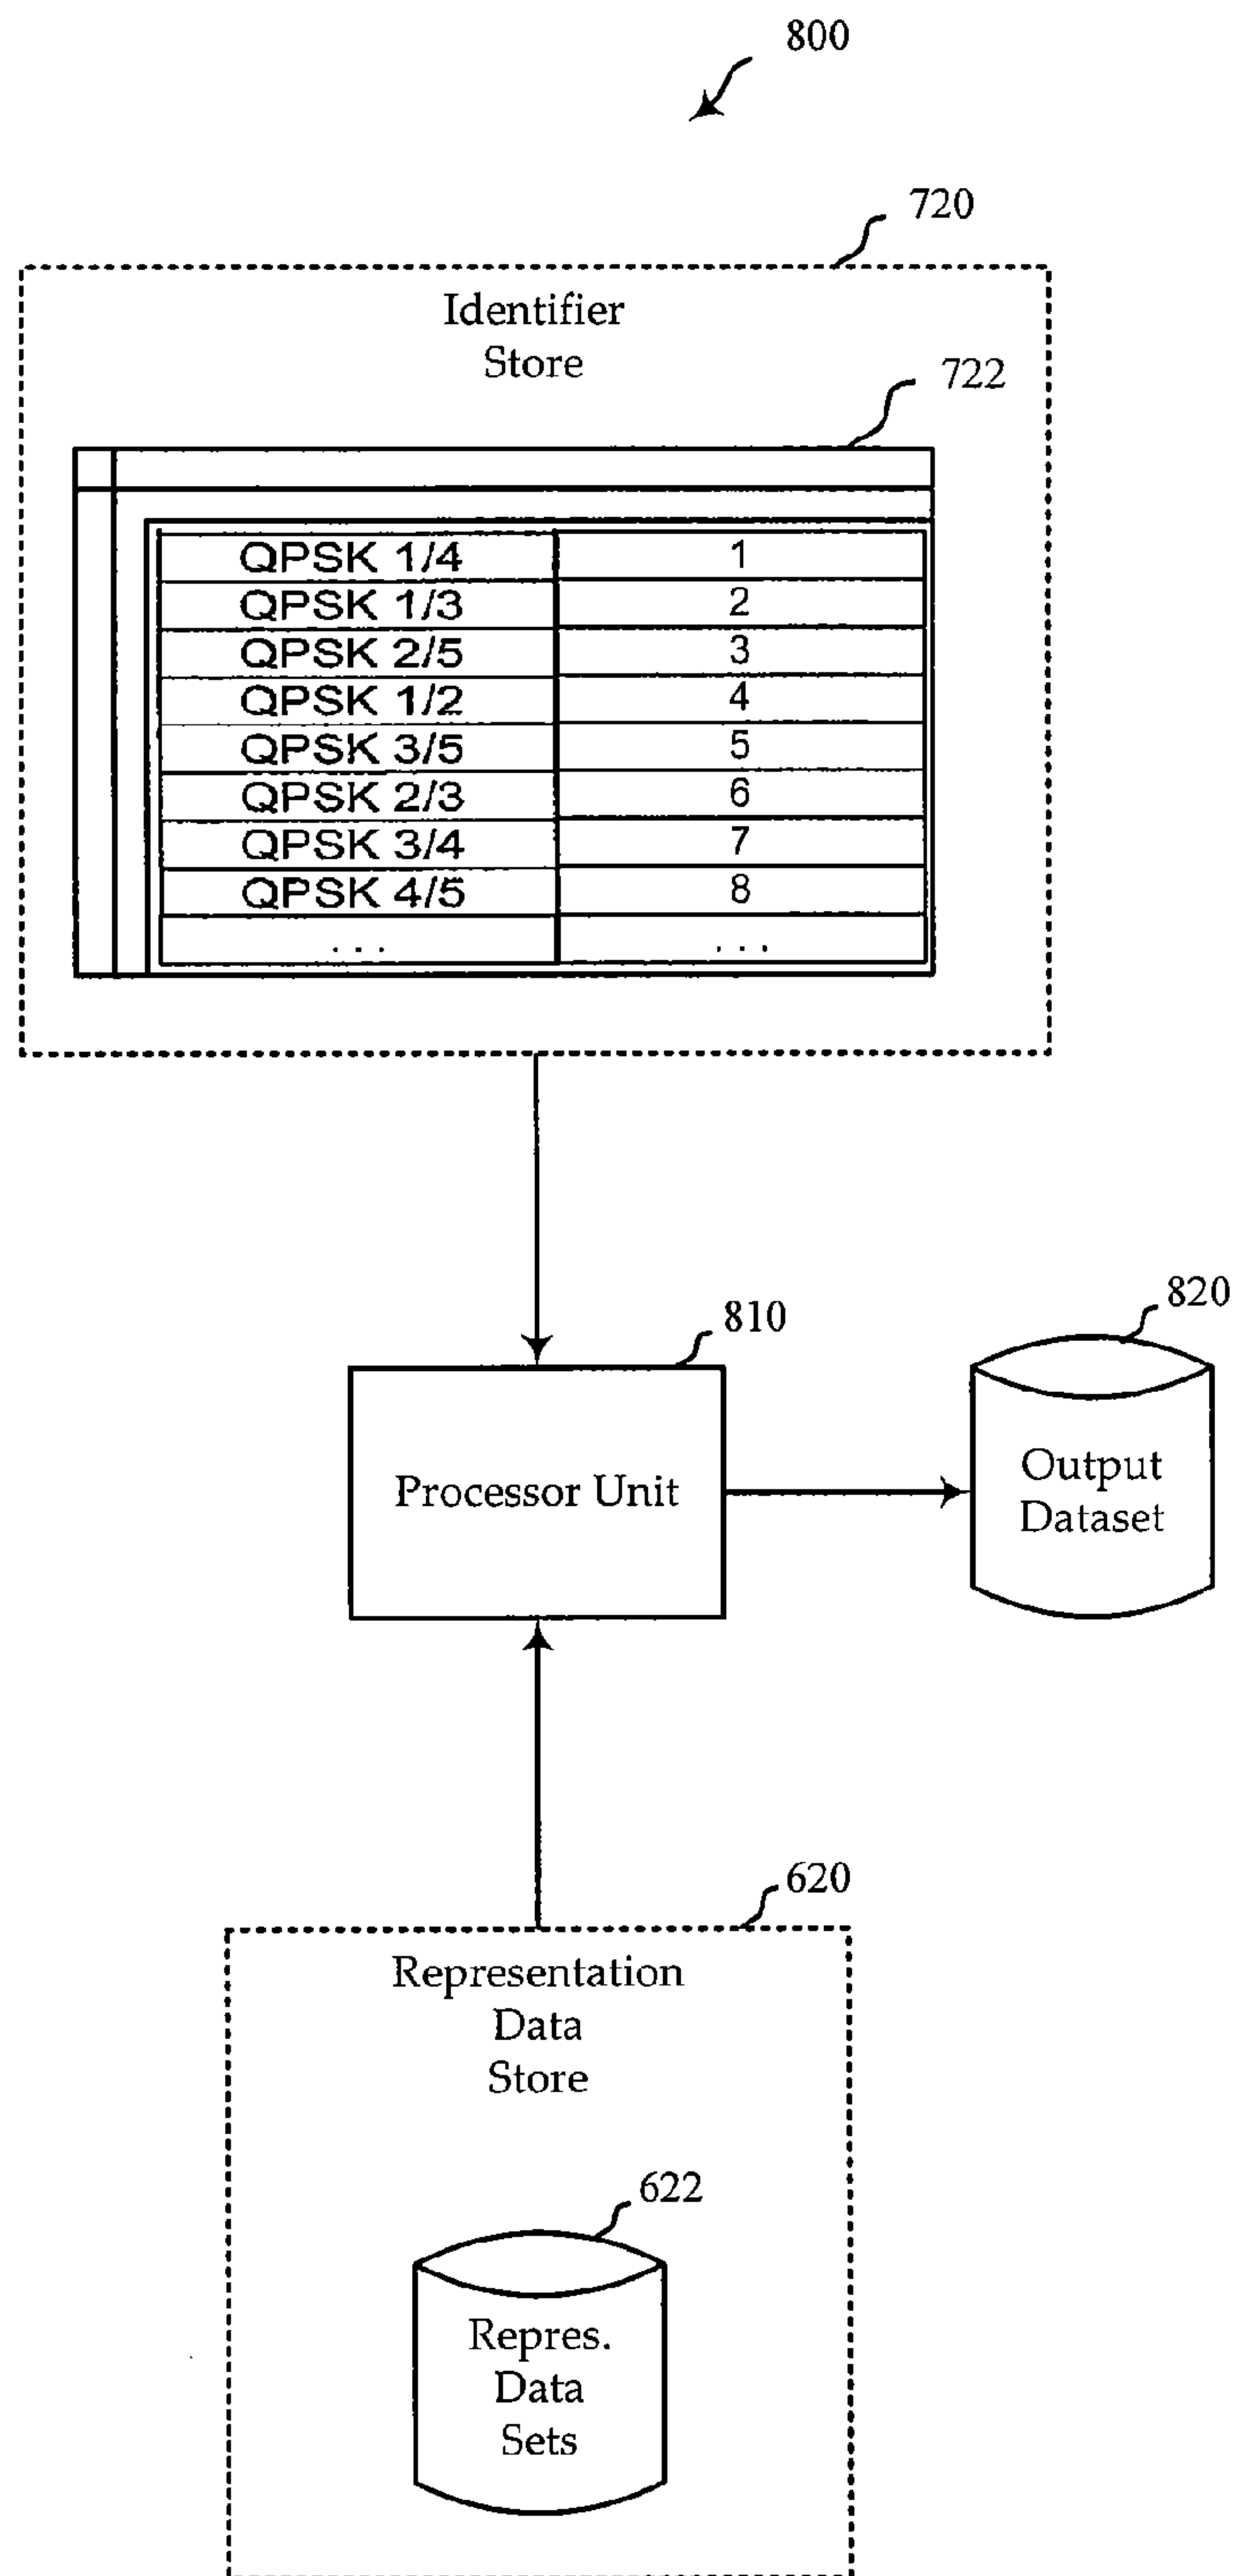 800
720
Identifier
Store
722
QPSK 1/4 1
QPSK 1/3 2
QPSK 2/5 3
QPSK 1/2 4
QPSK 3/5 5
QPSK 2/3 6
QPSK 3/4 7
QPSK 4/5 8
... ...
810
820
Processor Unit
Output
Dataset
620
Representation
Data
Store
622
Repres.
Data
Sets